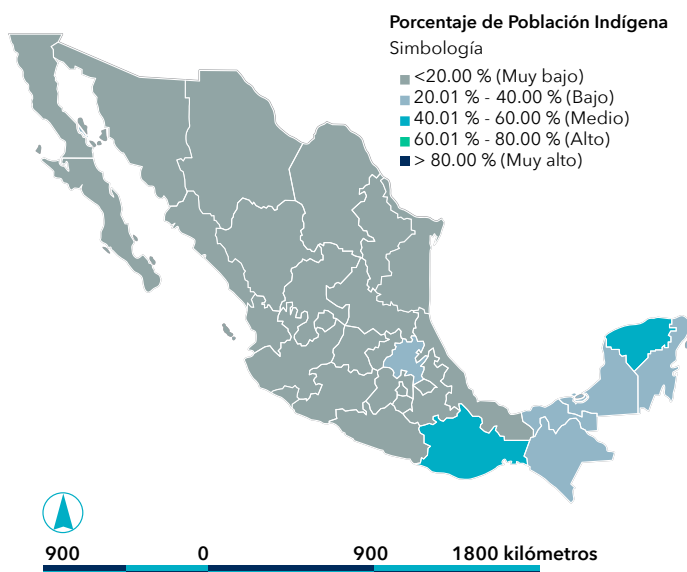 Porcentaje de Población Indígena
Simbología
<20.00 % (Muy bajo)
20.01 % - 40.00 % (Bajo)
40.01 % - 60.00 % (Medio)
60.01 % - 80.00 % (Alto)
> 80.00 % (Muy alto)
900 0 900 1800 kilómetros